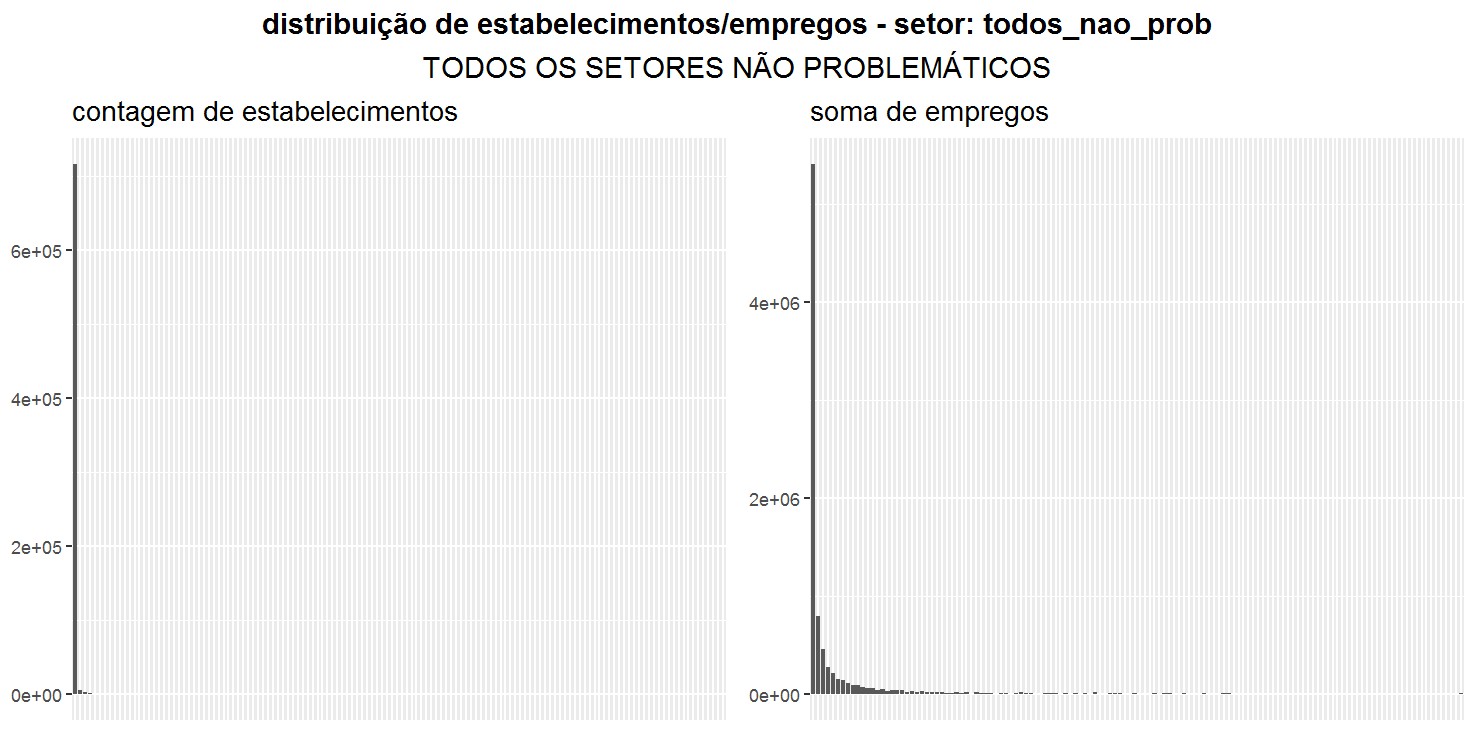 distribuição de estabelecimentos/empregos - setor: todos_nao_prob
TODOS OS SETORES NÃO PROBLEMÁTICOS
contagem de estabelecimentos
6e+05
4e+05
2e+05
0e+00
soma de empregos
4e+06
2e+06
0e+00